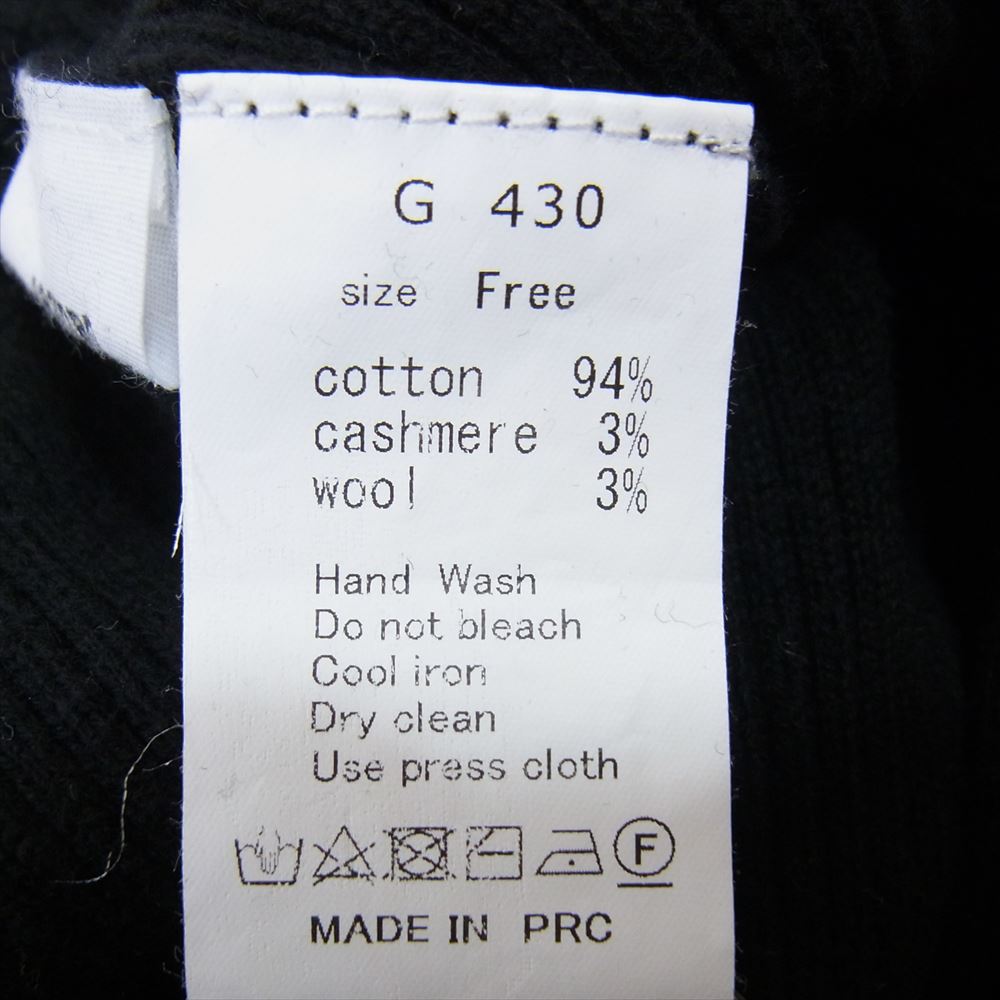 G 430
size Free
cotton 94%
cashmere 3%
wool 3%
Hand Wash
Do not bleach
Cool iron
Dry clean
Use press cloth
F
MADE IN PRC